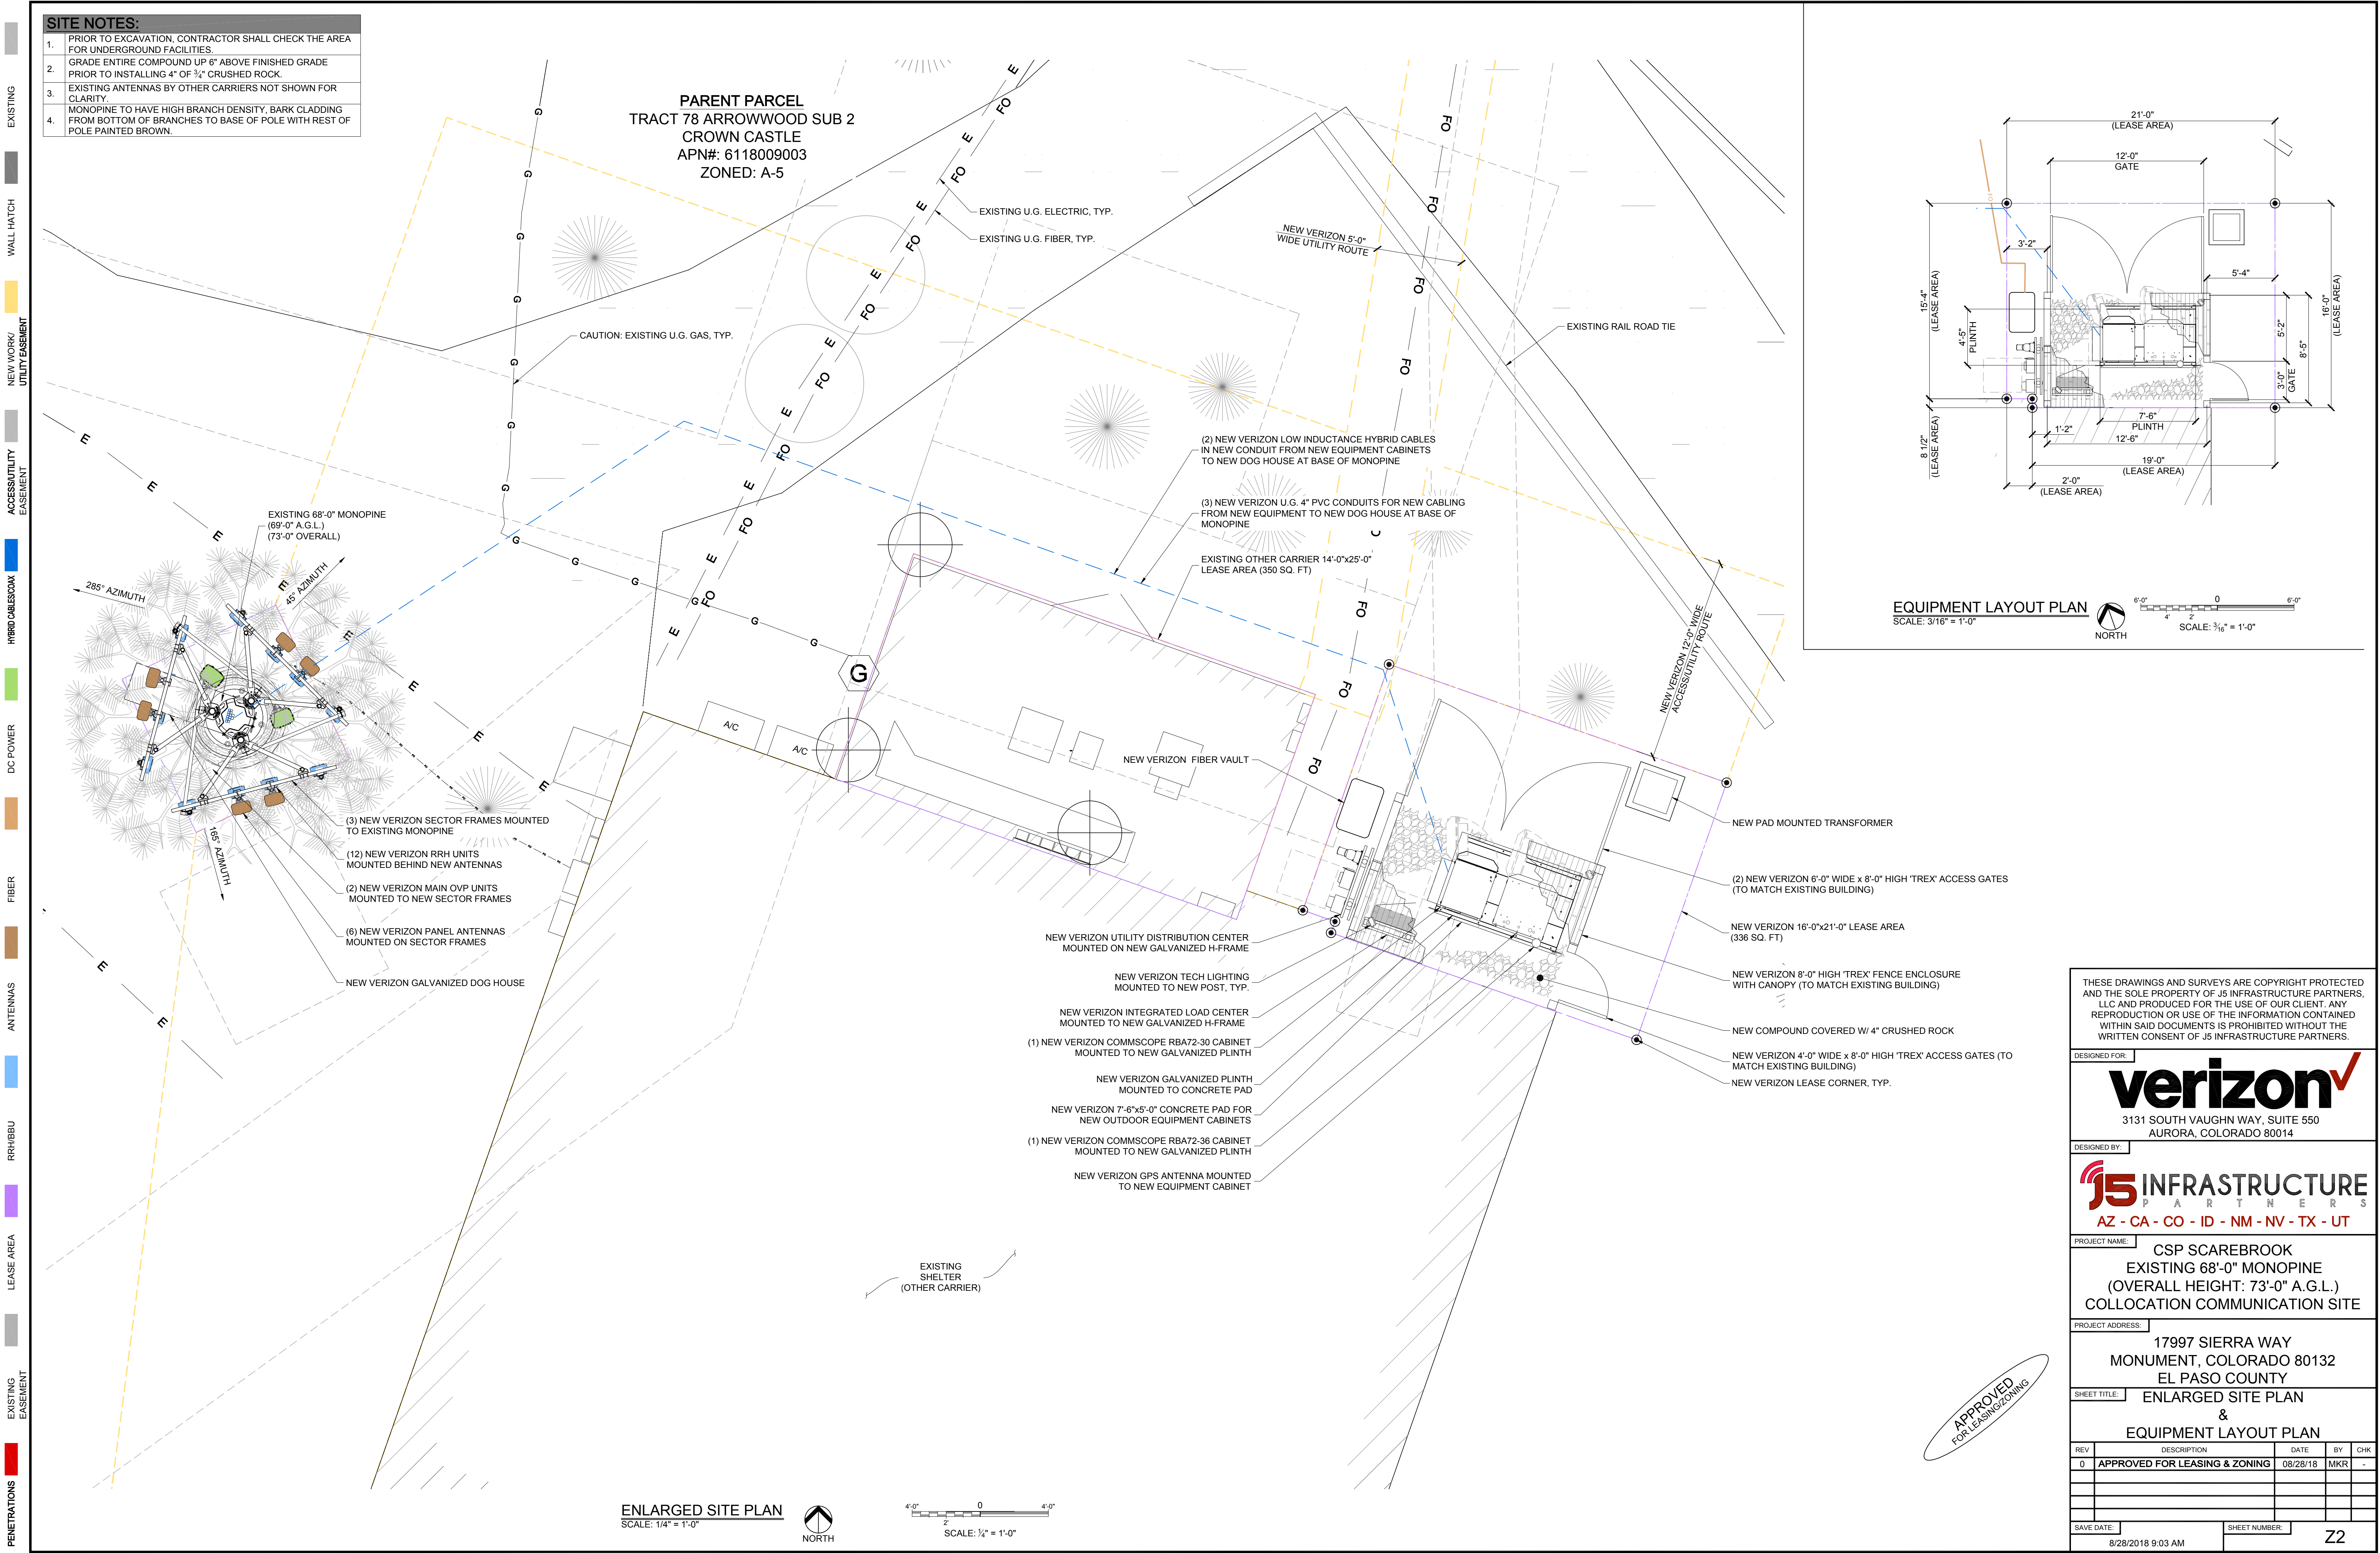 SITE NOTES:
1. PRIOR TO EXCAVATION, CONTRACTOR SHALL CHECK THE AREA
FOR UNDERGROUND FACILITIES.
2. GRADE ENTIRE COMPOUND UP 6" ABOVE FINISHED GRADE
PRIOR TO INSTALLING 4" OF 3/4" CRUSHED ROCK.
3. EXISTING ANTENNAS BY OTHER CARRIERS NOT SHOWN FOR
CLARITY.
4. MONOPINE TO HAVE HIGH BRANCH DENSITY, BARK CLADDING
FROM BOTTOM OF BRANCHES TO BASE OF POLE WITH REST OF
POLE PAINTED BROWN.
EXISTING
WALL HATCH
NEW WORK/
UTILITY EASEMENT
ACCESS/UTILITY
EASEMENT
HYBRID CABLES/COAX
DC POWER
FIBER
ANTENNAS
RRH/BBU
LEASE AREA
EXISTING
EASEMENT
PENETRATIONS
PARENT PARCEL
TRACT 78 ARROWWOOD SUB 2
CROWN CASTLE
APN#: 6118009003
ZONED: A-5
EXISTING U.G. ELECTRIC, TYP.
EXISTING U.G. FIBER, TYP.
NEW VERIZON 5'-0"
WIDE UTILITY ROUTE
CAUTION: EXISTING U.G. GAS, TYP.
EXISTING RAIL ROAD TIE
(2) NEW VERIZON LOW INDUCTANCE HYBRID CABLES
IN NEW CONDUIT FROM NEW EQUIPMENT CABINETS
TO NEW DOG HOUSE AT BASE OF MONOPINE
(3) NEW VERIZON U.G. 4" PVC CONDUITS FOR NEW CABLING
FROM NEW EQUIPMENT TO NEW DOG HOUSE AT BASE OF
MONOPINE
EXISTING OTHER CARRIER 14'-0"x25'-0"
LEASE AREA (350 SQ. FT)
EXISTING 68'-0" MONOPINE
(69'-0" A.G.L.)
(73'-0" OVERALL)
285° AZIMUTH
45° AZIMUTH
165° AZIMUTH
G
A/C
A/C
NEW VERIZON 12'-0" WIDE
ACCESS/UTILITY ROUTE
NEW VERIZON FIBER VAULT
(3) NEW VERIZON SECTOR FRAMES MOUNTED
TO EXISTING MONOPINE
(12) NEW VERIZON RRH UNITS
MOUNTED BEHIND NEW ANTENNAS
(2) NEW VERIZON MAIN OVP UNITS
MOUNTED TO NEW SECTOR FRAMES
(6) NEW VERIZON PANEL ANTENNAS
MOUNTED ON SECTOR FRAMES
NEW VERIZON GALVANIZED DOG HOUSE
NEW VERIZON UTILITY DISTRIBUTION CENTER
MOUNTED ON NEW GALVANIZED H-FRAME
NEW VERIZON TECH LIGHTING
MOUNTED TO NEW POST, TYP.
NEW VERIZON INTEGRATED LOAD CENTER
MOUNTED TO NEW GALVANIZED H-FRAME
(1) NEW VERIZON COMMSCOPE RBA72-30 CABINET
MOUNTED TO NEW GALVANIZED PLINTH
NEW VERIZON GALVANIZED PLINTH
MOUNTED TO CONCRETE PAD
NEW VERIZON 7'-6"x5'-0" CONCRETE PAD FOR
NEW OUTDOOR EQUIPMENT CABINETS
(1) NEW VERIZON COMMSCOPE RBA72-36 CABINET
MOUNTED TO NEW GALVANIZED PLINTH
NEW VERIZON GPS ANTENNA MOUNTED
TO NEW EQUIPMENT CABINET
NEW PAD MOUNTED TRANSFORMER
(2) NEW VERIZON 6'-0" WIDE x 8'-0" HIGH 'TREX' ACCESS GATES
(TO MATCH EXISTING BUILDING)
NEW VERIZON 16'-0"x21'-0" LEASE AREA
(336 SQ. FT)
NEW VERIZON 8'-0" HIGH 'TREX' FENCE ENCLOSURE
WITH CANOPY (TO MATCH EXISTING BUILDING)
NEW COMPOUND COVERED W/ 4" CRUSHED ROCK
NEW VERIZON 4'-0" WIDE x 8'-0" HIGH 'TREX' ACCESS GATES (TO
MATCH EXISTING BUILDING)
NEW VERIZON LEASE CORNER, TYP.
EXISTING
SHELTER
(OTHER CARRIER)
ENLARGED SITE PLAN
SCALE: 1/4" = 1'-0"
NORTH
4'-0" 0 4'-0"
2'
SCALE: 1/4" = 1'-0"
21'-0"
(LEASE AREA)
12'-0"
GATE
3'-2"
5'-4"
15'-4"
(LEASE AREA)
4'-5"
PLINTH
16'-0"
(LEASE AREA)
5'-2"
8'-5"
3'-0"
GATE
8 1/2"
(LEASE AREA)
7'-6"
PLINTH
1'-2"
12'-6"
19'-0"
(LEASE AREA)
2'-0"
(LEASE AREA)
EQUIPMENT LAYOUT PLAN
SCALE: 3/16" = 1'-0"
NORTH
6'-0" 0 6'-0"
4' 2'
SCALE: 3/16" = 1'-0"
APPROVED
FOR LEASING/ZONING
THESE DRAWINGS AND SURVEYS ARE COPYRIGHT PROTECTED
AND THE SOLE PROPERTY OF J5 INFRASTRUCTURE PARTNERS,
LLC AND PRODUCED FOR THE USE OF OUR CLIENT. ANY
REPRODUCTION OR USE OF THE INFORMATION CONTAINED
WITHIN SAID DOCUMENTS IS PROHIBITED WITHOUT THE
WRITTEN CONSENT OF J5 INFRASTRUCTURE PARTNERS.
DESIGNED FOR:
verizon
3131 SOUTH VAUGHN WAY, SUITE 550
AURORA, COLORADO 80014
DESIGNED BY:
J5 INFRASTRUCTURE
PARTNERS
AZ - CA - CO - ID - NM - NV - TX - UT
PROJECT NAME:
CSP SCAREBROOK
EXISTING 68'-0" MONOPINE
(OVERALL HEIGHT: 73'-0" A.G.L.)
COLLOCATION COMMUNICATION SITE
PROJECT ADDRESS:
17997 SIERRA WAY
MONUMENT, COLORADO 80132
EL PASO COUNTY
SHEET TITLE:
ENLARGED SITE PLAN
&
EQUIPMENT LAYOUT PLAN
REV DESCRIPTION DATE BY CHK
0 APPROVED FOR LEASING & ZONING 08/28/18 MKR -
SAVE DATE:
8/28/2018 9:03 AM
SHEET NUMBER:
Z2